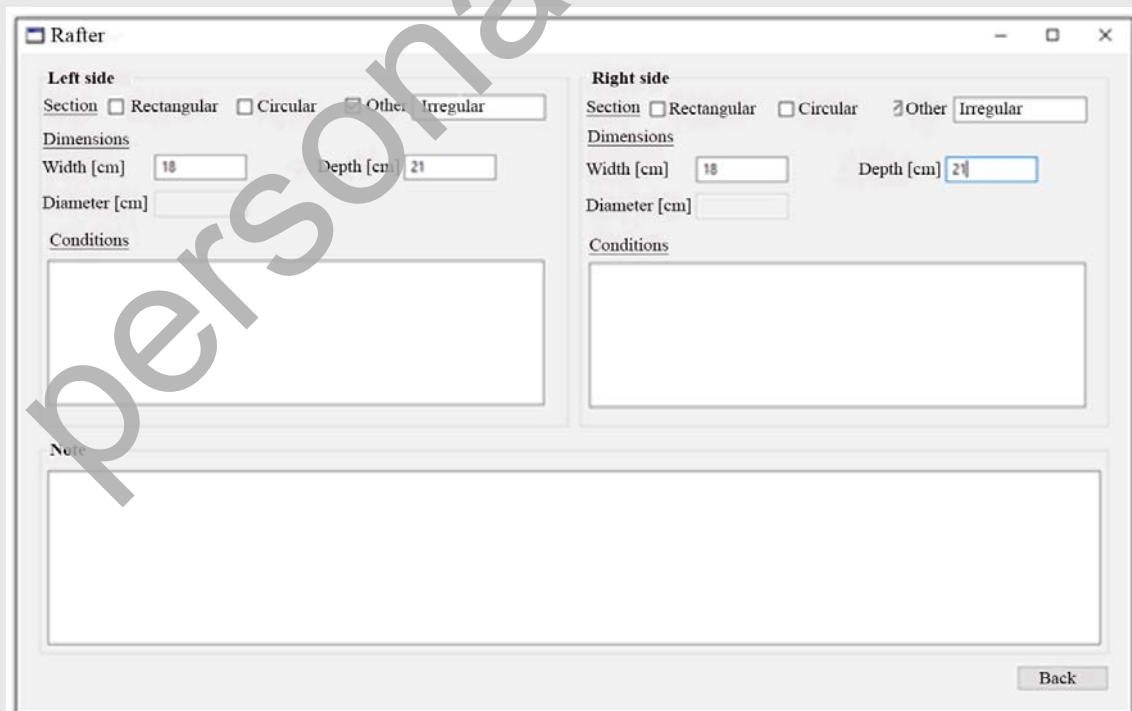 Rafter
Left side
Section Rectangular Circular Other Irregular
Dimensions
Width [cm] 18 Depth [cm] 21
Diameter [cm]
Conditions
Right side
Section Rectangular Circular Other Irregular
Dimensions
Width [cm] 18 Depth [cm] 21
Diameter [cm]
Conditions
Note
Back
persona